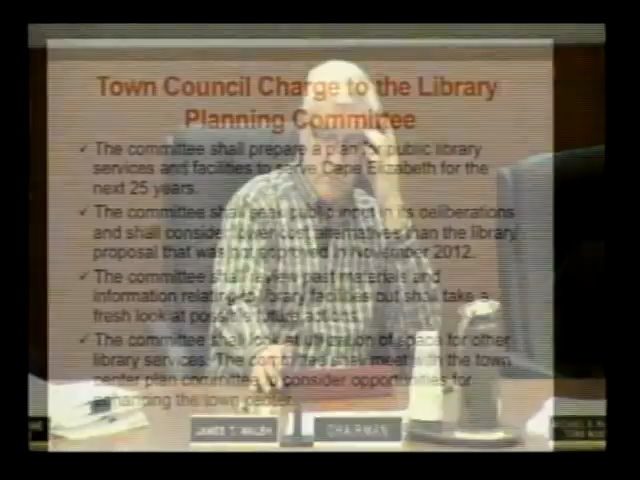 Town Council Charge to the Library
Planning Committee
✓ The committee shall prepare a plan for public library
services and facilities to serve Cape Elizabeth for the
next 25 years.
✓ The committee shall seek public input in its deliberations
and shall consider lower cost alternatives than the library
proposal that was not approved in November 2012.
✓ The committee shall review past materials and
information relating to library facilities but shall take a
fresh look at possible future actions.
✓ The committee shall look at utilization of space for other
library services. The committee shall meet with the town
center plan committee to consider opportunities for
enhancing the town center.
JAMES T. WALSH
CHAIRMAN